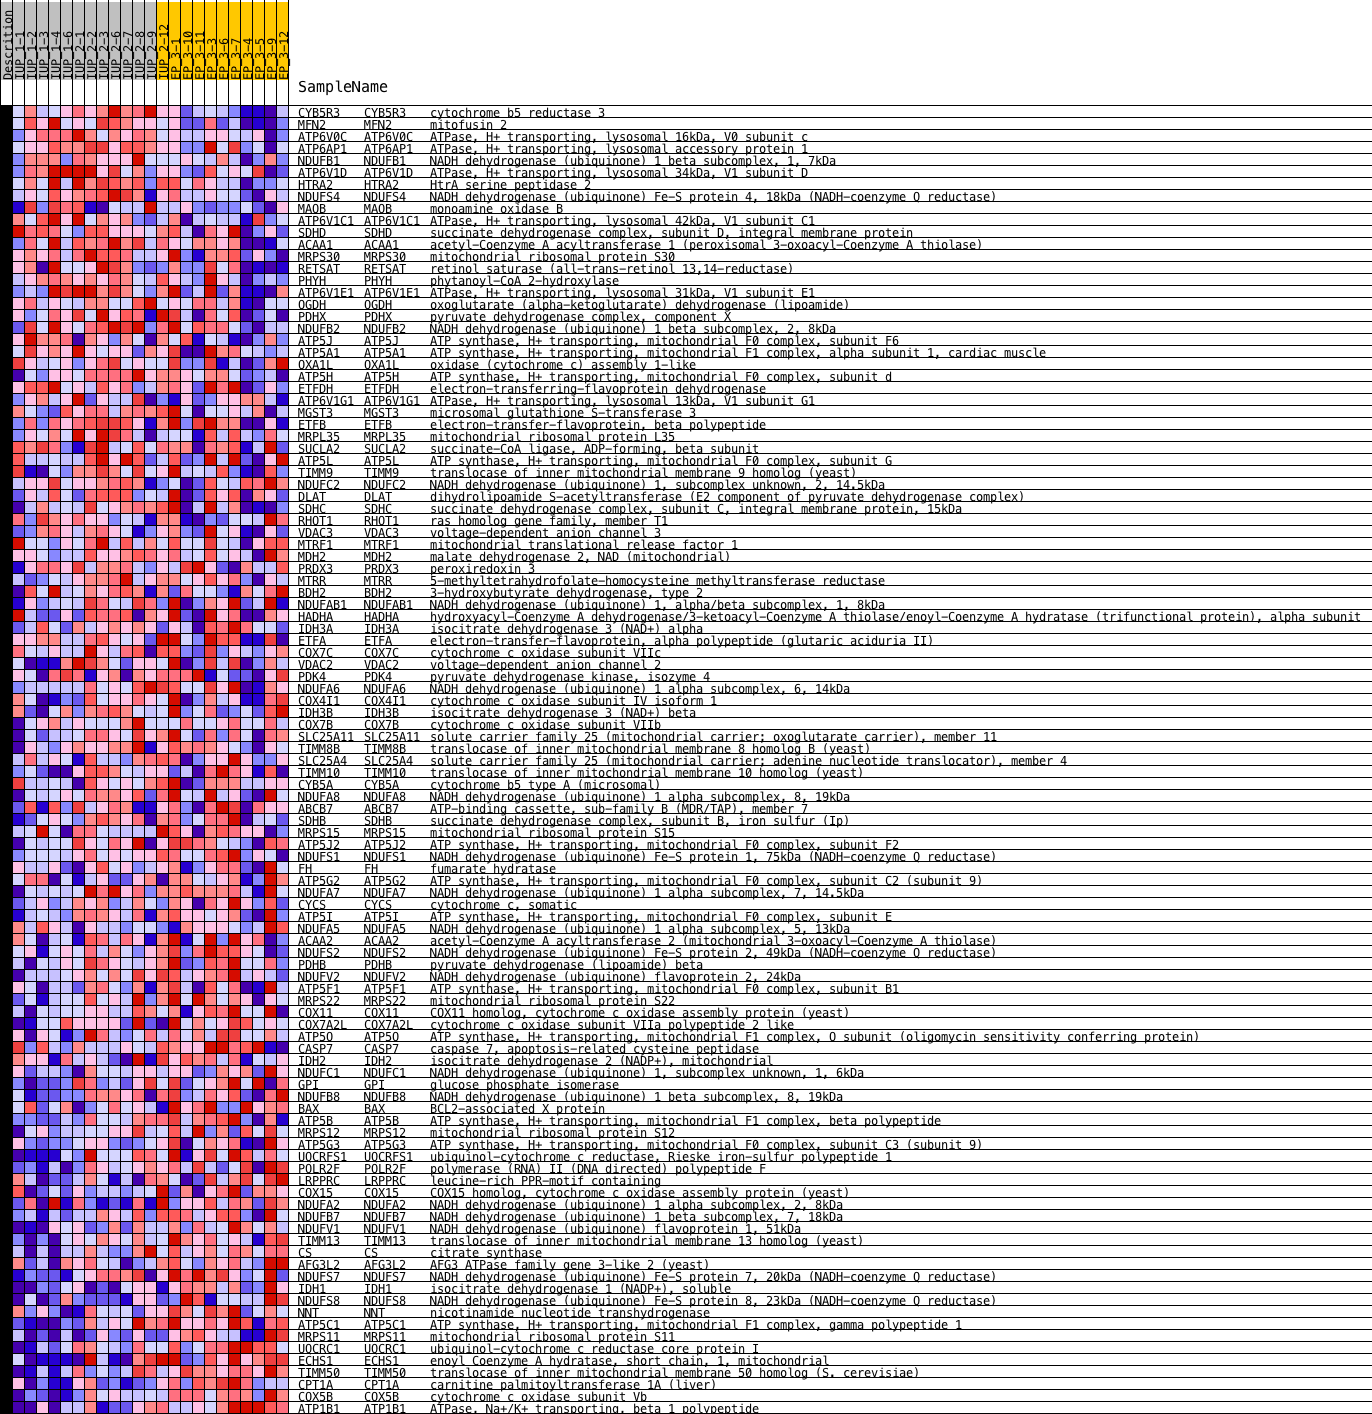 Descrition
IUP_1-1
IUP_1-2
IUP_1-3
IUP_1-4
IUP_1-6
IUP_2-1
IUP_2-2
IUP_2-3
IUP_2-6
IUP_2-7
IUP_2-8
IUP_2-9
IUP_2-12
EP_3-1
EP_3-10
EP_3-11
EP_3-3
EP_3-6
EP_3-7
EP_3-4
EP_3-5
EP_3-9
EP_3-12
SampleName
CYB5R3 CYB5R3 cytochrome b5 reductase 3
MFN2 MFN2 mitofusin 2
ATP6V0C ATP6V0C ATPase, H+ transporting, lysosomal 16kDa, V0 subunit c
ATP6AP1 ATP6AP1 ATPase, H+ transporting, lysosomal accessory protein 1
NDUFB1 NDUFB1 NADH dehydrogenase (ubiquinone) 1 beta subcomplex, 1, 7kDa
ATP6V1D ATP6V1D ATPase, H+ transporting, lysosomal 34kDa, V1 subunit D
HTRA2 HTRA2 HtrA serine peptidase 2
NDUFS4 NDUFS4 NADH dehydrogenase (ubiquinone) Fe-S protein 4, 18kDa (NADH-coenzyme Q reductase)
MAOB MAOB monoamine oxidase B
ATP6V1C1 ATP6V1C1 ATPase, H+ transporting, lysosomal 42kDa, V1 subunit C1
SDHD SDHD succinate dehydrogenase complex, subunit D, integral membrane protein
ACAA1 ACAA1 acetyl-Coenzyme A acyltransferase 1 (peroxisomal 3-oxoacyl-Coenzyme A thiolase)
MRPS30 MRPS30 mitochondrial ribosomal protein S30
RETSAT RETSAT retinol saturase (all-trans-retinol 13,14-reductase)
PHYH PHYH phytanoyl-CoA 2-hydroxylase
ATP6V1E1 ATP6V1E1 ATPase, H+ transporting, lysosomal 31kDa, V1 subunit E1
OGDH OGDH oxoglutarate (alpha-ketoglutarate) dehydrogenase (lipoamide)
PDHX PDHX pyruvate dehydrogenase complex, component X
NDUFB2 NDUFB2 NADH dehydrogenase (ubiquinone) 1 beta subcomplex, 2, 8kDa
ATP5J ATP5J ATP synthase, H+ transporting, mitochondrial F0 complex, subunit F6
ATP5A1 ATP5A1 ATP synthase, H+ transporting, mitochondrial F1 complex, alpha subunit 1, cardiac muscle
OXA1L OXA1L oxidase (cytochrome c) assembly 1-like
ATP5H ATP5H ATP synthase, H+ transporting, mitochondrial F0 complex, subunit d
ETFDH ETFDH electron-transferring-flavoprotein dehydrogenase
ATP6V1G1 ATP6V1G1 ATPase, H+ transporting, lysosomal 13kDa, V1 subunit G1
MGST3 MGST3 microsomal glutathione S-transferase 3
ETFB ETFB electron-transfer-flavoprotein, beta polypeptide
MRPL35 MRPL35 mitochondrial ribosomal protein L35
SUCLA2 SUCLA2 succinate-CoA ligase, ADP-forming, beta subunit
ATP5L ATP5L ATP synthase, H+ transporting, mitochondrial F0 complex, subunit G
TIMM9 TIMM9 translocase of inner mitochondrial membrane 9 homolog (yeast)
NDUFC2 NDUFC2 NADH dehydrogenase (ubiquinone) 1, subcomplex unknown, 2, 14.5kDa
DLAT DLAT dihydrolipoamide S-acetyltransferase (E2 component of pyruvate dehydrogenase complex)
SDHC SDHC succinate dehydrogenase complex, subunit C, integral membrane protein, 15kDa
RHOT1 RHOT1 ras homolog gene family, member T1
VDAC3 VDAC3 voltage-dependent anion channel 3
MTRF1 MTRF1 mitochondrial translational release factor 1
MDH2 MDH2 malate dehydrogenase 2, NAD (mitochondrial)
PRDX3 PRDX3 peroxiredoxin 3
MTRR MTRR 5-methyltetrahydrofolate-homocysteine methyltransferase reductase
BDH2 BDH2 3-hydroxybutyrate dehydrogenase, type 2
NDUFAB1 NDUFAB1 NADH dehydrogenase (ubiquinone) 1, alpha/beta subcomplex, 1, 8kDa
HADHA HADHA hydroxyacyl-Coenzyme A dehydrogenase/3-ketoacyl-Coenzyme A thiolase/enoyl-Coenzyme A hydratase (trifunctional protein), alpha subunit
IDH3A IDH3A isocitrate dehydrogenase 3 (NAD+) alpha
ETFA ETFA electron-transfer-flavoprotein, alpha polypeptide (glutaric aciduria II)
COX7C COX7C cytochrome c oxidase subunit VIIc
VDAC2 VDAC2 voltage-dependent anion channel 2
PDK4 PDK4 pyruvate dehydrogenase kinase, isozyme 4
NDUFA6 NDUFA6 NADH dehydrogenase (ubiquinone) 1 alpha subcomplex, 6, 14kDa
COX4I1 COX4I1 cytochrome c oxidase subunit IV isoform 1
IDH3B IDH3B isocitrate dehydrogenase 3 (NAD+) beta
COX7B COX7B cytochrome c oxidase subunit VIIb
SLC25A11 SLC25A11 solute carrier family 25 (mitochondrial carrier; oxoglutarate carrier), member 11
TIMM8B TIMM8B translocase of inner mitochondrial membrane 8 homolog B (yeast)
SLC25A4 SLC25A4 solute carrier family 25 (mitochondrial carrier; adenine nucleotide translocator), member 4
TIMM10 TIMM10 translocase of inner mitochondrial membrane 10 homolog (yeast)
CYB5A CYB5A cytochrome b5 type A (microsomal)
NDUFA8 NDUFA8 NADH dehydrogenase (ubiquinone) 1 alpha subcomplex, 8, 19kDa
ABCB7 ABCB7 ATP-binding cassette, sub-family B (MDR/TAP), member 7
SDHB SDHB succinate dehydrogenase complex, subunit B, iron sulfur (Ip)
MRPS15 MRPS15 mitochondrial ribosomal protein S15
ATP5J2 ATP5J2 ATP synthase, H+ transporting, mitochondrial F0 complex, subunit F2
NDUFS1 NDUFS1 NADH dehydrogenase (ubiquinone) Fe-S protein 1, 75kDa (NADH-coenzyme Q reductase)
FH FH fumarate hydratase
ATP5G2 ATP5G2 ATP synthase, H+ transporting, mitochondrial F0 complex, subunit C2 (subunit 9)
NDUFA7 NDUFA7 NADH dehydrogenase (ubiquinone) 1 alpha subcomplex, 7, 14.5kDa
CYCS CYCS cytochrome c, somatic
ATP5I ATP5I ATP synthase, H+ transporting, mitochondrial F0 complex, subunit E
NDUFA5 NDUFA5 NADH dehydrogenase (ubiquinone) 1 alpha subcomplex, 5, 13kDa
ACAA2 ACAA2 acetyl-Coenzyme A acyltransferase 2 (mitochondrial 3-oxoacyl-Coenzyme A thiolase)
NDUFS2 NDUFS2 NADH dehydrogenase (ubiquinone) Fe-S protein 2, 49kDa (NADH-coenzyme Q reductase)
PDHB PDHB pyruvate dehydrogenase (lipoamide) beta
NDUFV2 NDUFV2 NADH dehydrogenase (ubiquinone) flavoprotein 2, 24kDa
ATP5F1 ATP5F1 ATP synthase, H+ transporting, mitochondrial F0 complex, subunit B1
MRPS22 MRPS22 mitochondrial ribosomal protein S22
COX11 COX11 COX11 homolog, cytochrome c oxidase assembly protein (yeast)
COX7A2L COX7A2L cytochrome c oxidase subunit VIIa polypeptide 2 like
ATP5O ATP5O ATP synthase, H+ transporting, mitochondrial F1 complex, O subunit (oligomycin sensitivity conferring protein)
CASP7 CASP7 caspase 7, apoptosis-related cysteine peptidase
IDH2 IDH2 isocitrate dehydrogenase 2 (NADP+), mitochondrial
NDUFC1 NDUFC1 NADH dehydrogenase (ubiquinone) 1, subcomplex unknown, 1, 6kDa
GPI GPI glucose phosphate isomerase
NDUFB8 NDUFB8 NADH dehydrogenase (ubiquinone) 1 beta subcomplex, 8, 19kDa
BAX BAX BCL2-associated X protein
ATP5B ATP5B ATP synthase, H+ transporting, mitochondrial F1 complex, beta polypeptide
MRPS12 MRPS12 mitochondrial ribosomal protein S12
ATP5G3 ATP5G3 ATP synthase, H+ transporting, mitochondrial F0 complex, subunit C3 (subunit 9)
UQCRFS1 UQCRFS1 ubiquinol-cytochrome c reductase, Rieske iron-sulfur polypeptide 1
POLR2F POLR2F polymerase (RNA) II (DNA directed) polypeptide F
LRPPRC LRPPRC leucine-rich PPR-motif containing
COX15 COX15 COX15 homolog, cytochrome c oxidase assembly protein (yeast)
NDUFA2 NDUFA2 NADH dehydrogenase (ubiquinone) 1 alpha subcomplex, 2, 8kDa
NDUFB7 NDUFB7 NADH dehydrogenase (ubiquinone) 1 beta subcomplex, 7, 18kDa
NDUFV1 NDUFV1 NADH dehydrogenase (ubiquinone) flavoprotein 1, 51kDa
TIMM13 TIMM13 translocase of inner mitochondrial membrane 13 homolog (yeast)
CS CS citrate synthase
AFG3L2 AFG3L2 AFG3 ATPase family gene 3-like 2 (yeast)
NDUFS7 NDUFS7 NADH dehydrogenase (ubiquinone) Fe-S protein 7, 20kDa (NADH-coenzyme Q reductase)
IDH1 IDH1 isocitrate dehydrogenase 1 (NADP+), soluble
NDUFS8 NDUFS8 NADH dehydrogenase (ubiquinone) Fe-S protein 8, 23kDa (NADH-coenzyme Q reductase)
NNT NNT nicotinamide nucleotide transhydrogenase
ATP5C1 ATP5C1 ATP synthase, H+ transporting, mitochondrial F1 complex, gamma polypeptide 1
MRPS11 MRPS11 mitochondrial ribosomal protein S11
UQCRC1 UQCRC1 ubiquinol-cytochrome c reductase core protein I
ECHS1 ECHS1 enoyl Coenzyme A hydratase, short chain, 1, mitochondrial
TIMM50 TIMM50 translocase of inner mitochondrial membrane 50 homolog (S. cerevisiae)
CPT1A CPT1A carnitine palmitoyltransferase 1A (liver)
COX5B COX5B cytochrome c oxidase subunit Vb
ATP1B1 ATP1B1 ATPase, Na+/K+ transporting, beta 1 polypeptide